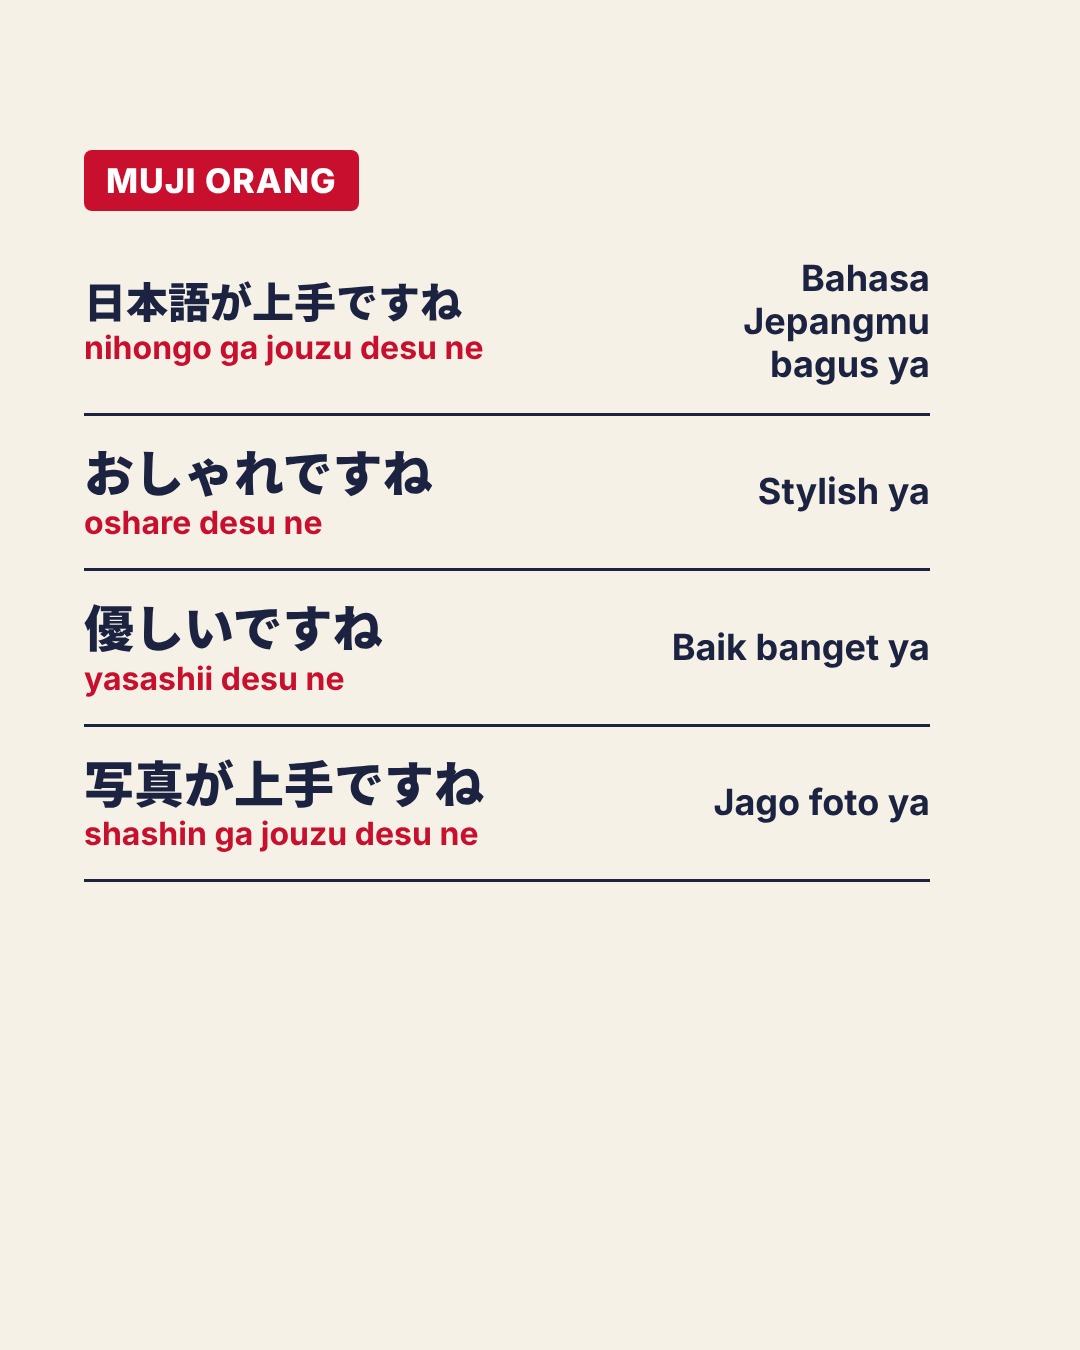 MUJI ORANG
日本語が上手ですね
nihongo ga jouzu desu ne
Bahasa
Jepangmu
bagus ya
おしゃれですね
oshare desu ne
Stylish ya
優しいですね
yasashii desu ne
Baik banget ya
写真が上手ですね
shashin ga jouzu desu ne
Jago foto ya